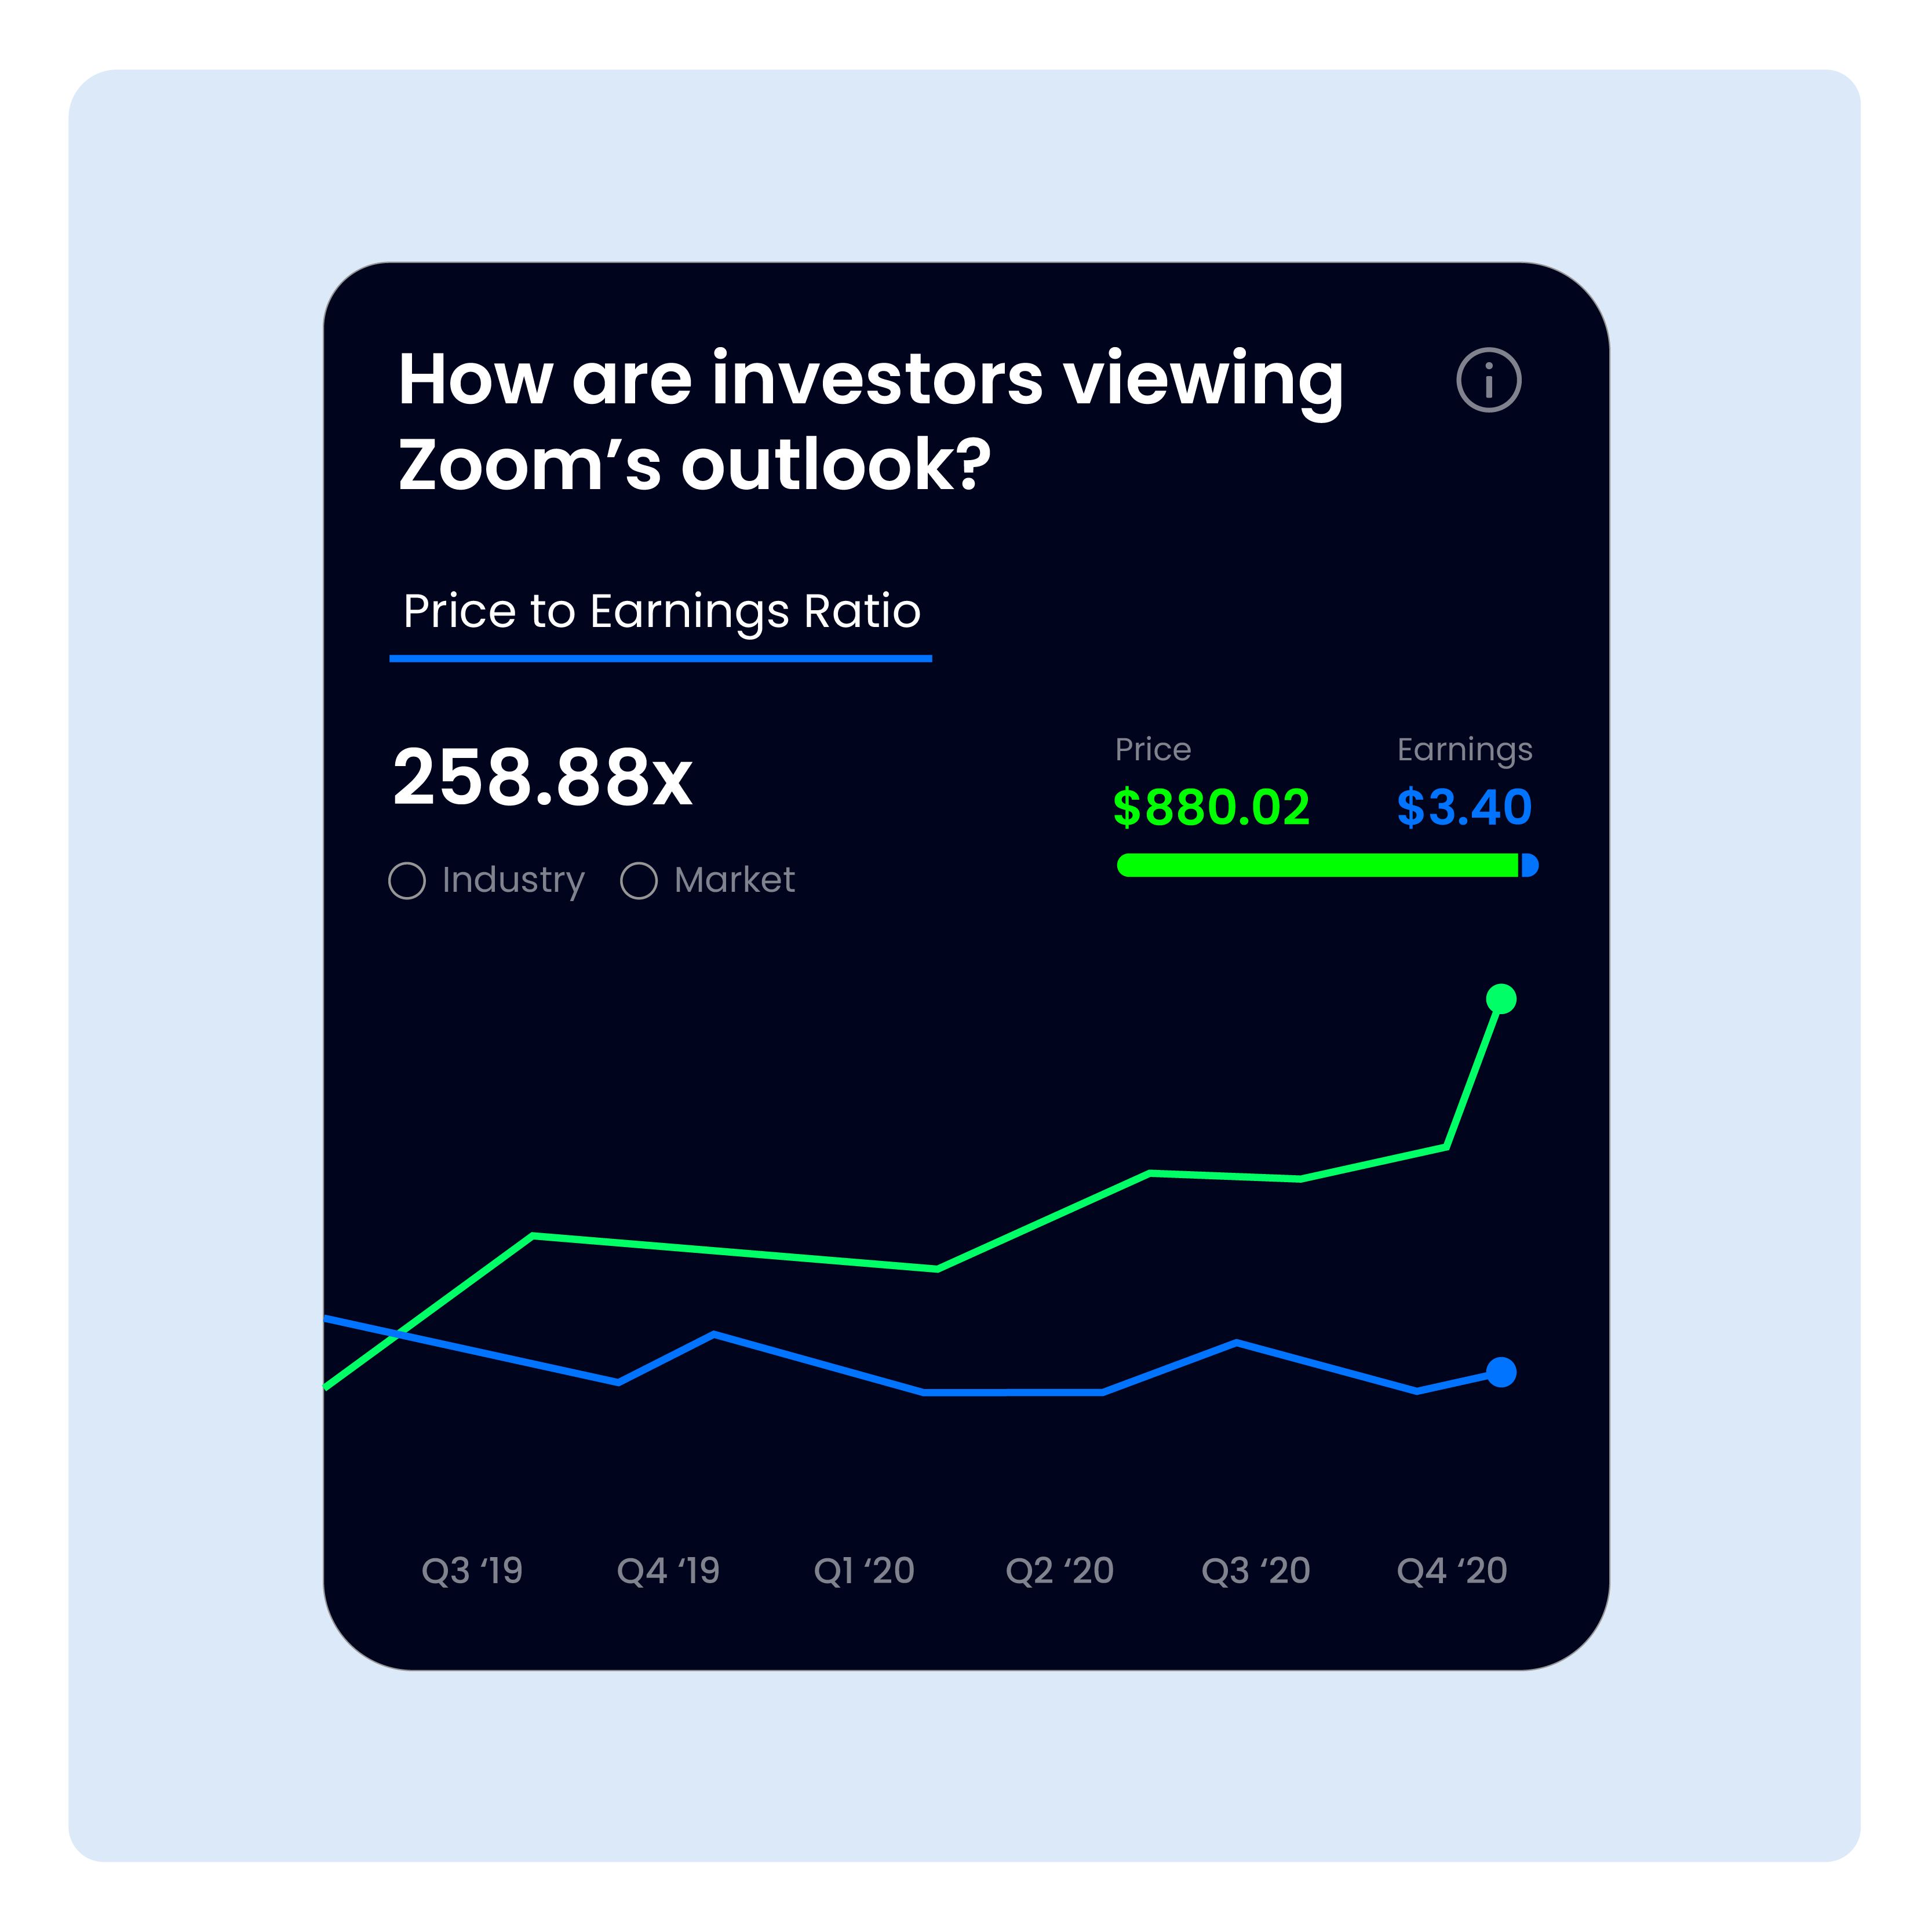 How are investors viewing
Zoom’s outlook?
Price to Earnings Ratio
258.88x
Industry Market
Price Earnings
$880.02 $3.40
Q3 ‘19 Q4 ‘19 Q1 ‘20 Q2 ‘20 Q3 ‘20 Q4 ‘20